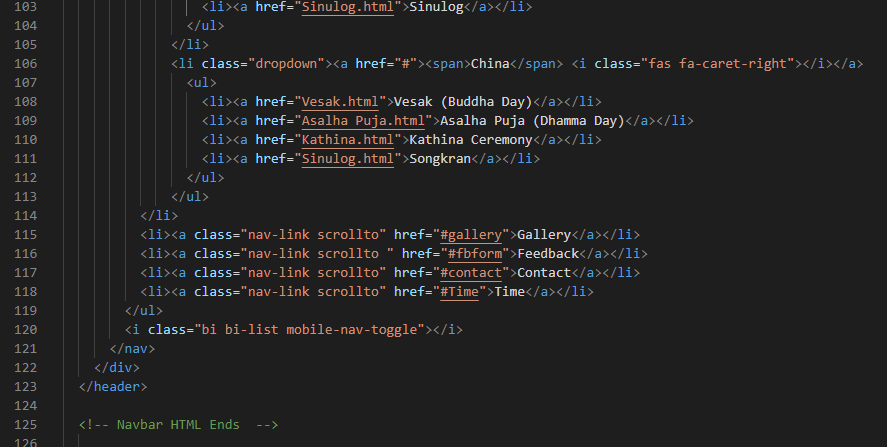 103 <li><a href="Sinulog.html">Sinulog</a></li>
104 </ul>
105 </li>
106 <li class="dropdown"><a href="#"><span>China</span> <i class="fas fa-caret-right"></i></a>
107 <ul>
108 <li><a href="Vesak.html">Vesak (Buddha Day)</a></li>
109 <li><a href="Asalha Puja.html">Asalha Puja (Dhamma Day)</a></li>
110 <li><a href="Kathina.html">Kathina Ceremony</a></li>
111 <li><a href="Sinulog.html">Songkran</a></li>
112 </ul>
113 </ul>
114 </li>
115 <li><a class="nav-link scrollto" href="#gallery">Gallery</a></li>
116 <li><a class="nav-link scrollto " href="#fbform">Feedback</a></li>
117 <li><a class="nav-link scrollto" href="#contact">Contact</a></li>
118 <li><a class="nav-link scrollto" href="#Time">Time</a></li>
119 </ul>
120 <i class="bi bi-list mobile-nav-toggle"></i>
121 </nav>
122 </div>
123 </header>
124
125 <!-- Navbar HTML Ends  -->
126